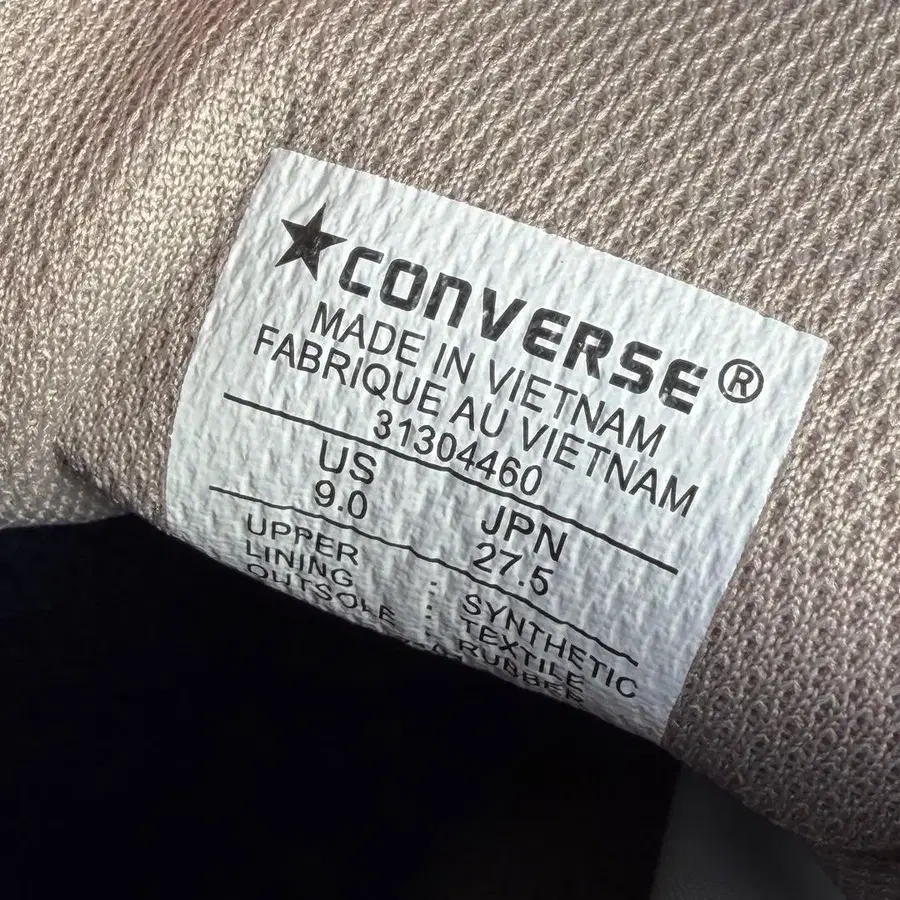 ★CONVERSE®
MADE IN VIETNAM
FABRIQUE AU VIETNAM
31304460
US JPN
9.0 27.5
UPPER : SYNTHETIC
LINING : TEXTILE
OUTSOLE : RUBBER